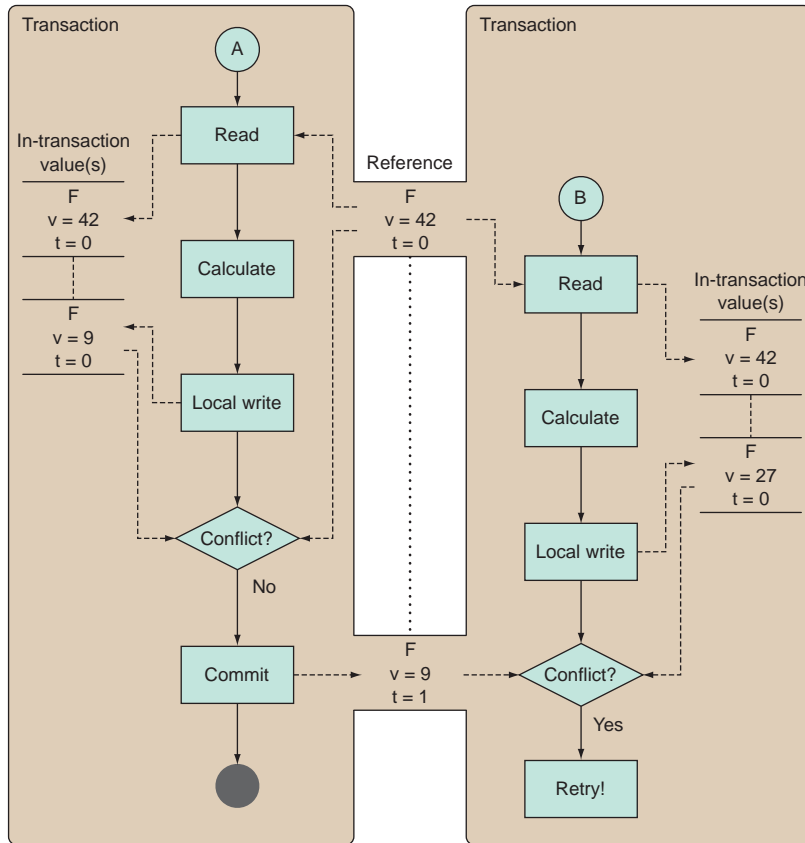 Transaction
A
Read
In-transaction
value(s)
F
v = 42
t = 0
Calculate
F
v = 9
t = 0
Local write
Conflict?
No
Commit
Reference
F
v = 42
t = 0
F
v = 9
t = 1
Transaction
B
Read
In-transaction
value(s)
F
v = 42
t = 0
Calculate
F
v = 27
t = 0
Local write
Conflict?
Yes
Retry!